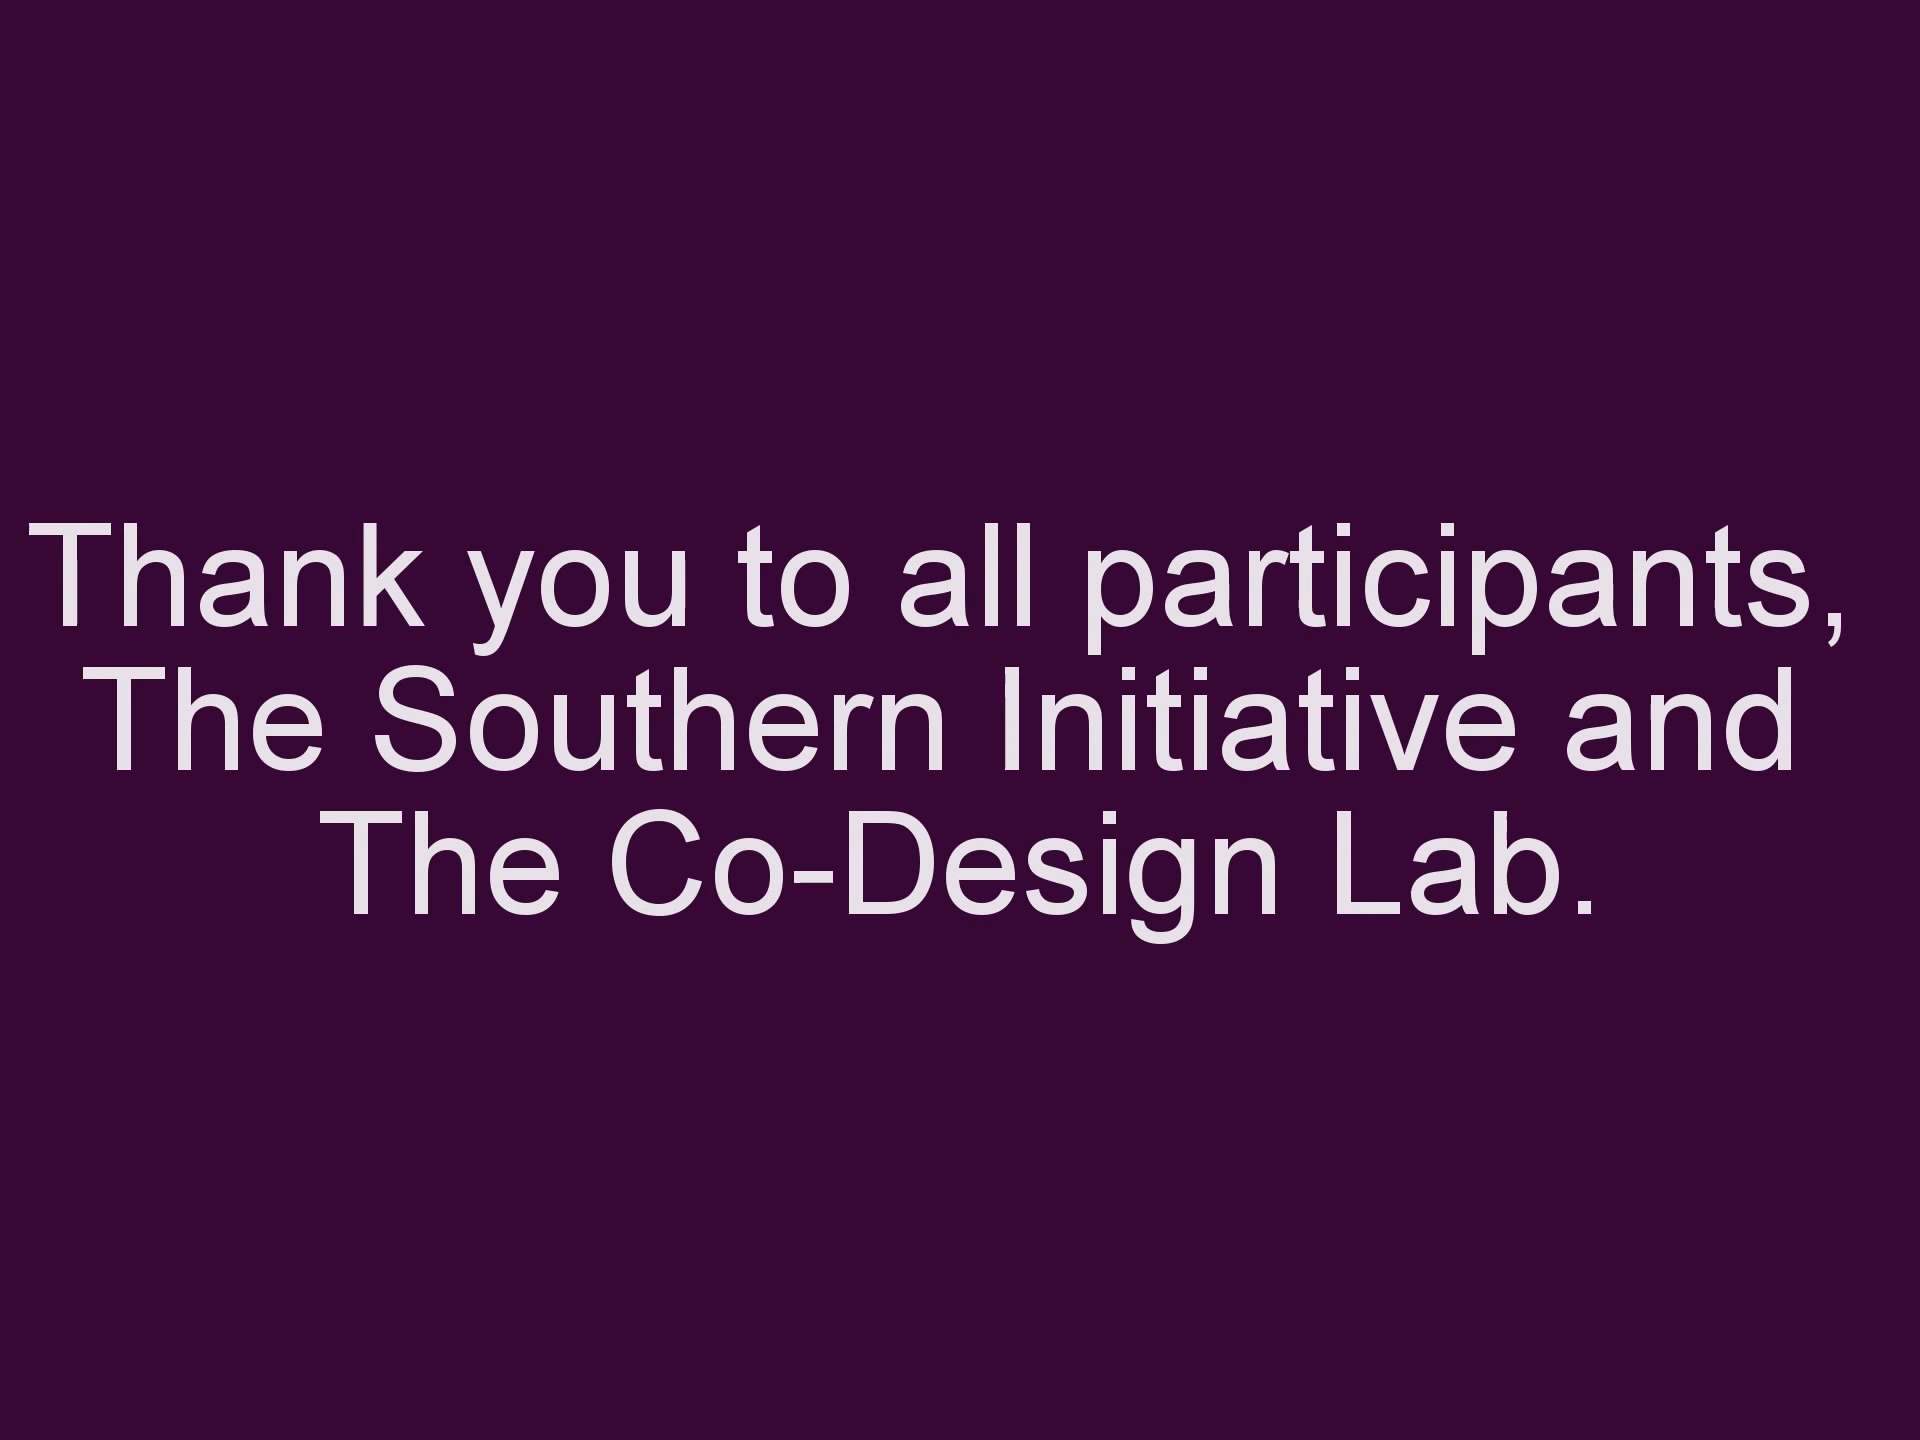 Thank you to all participants,
The Southern Initiative and
The Co-Design Lab.